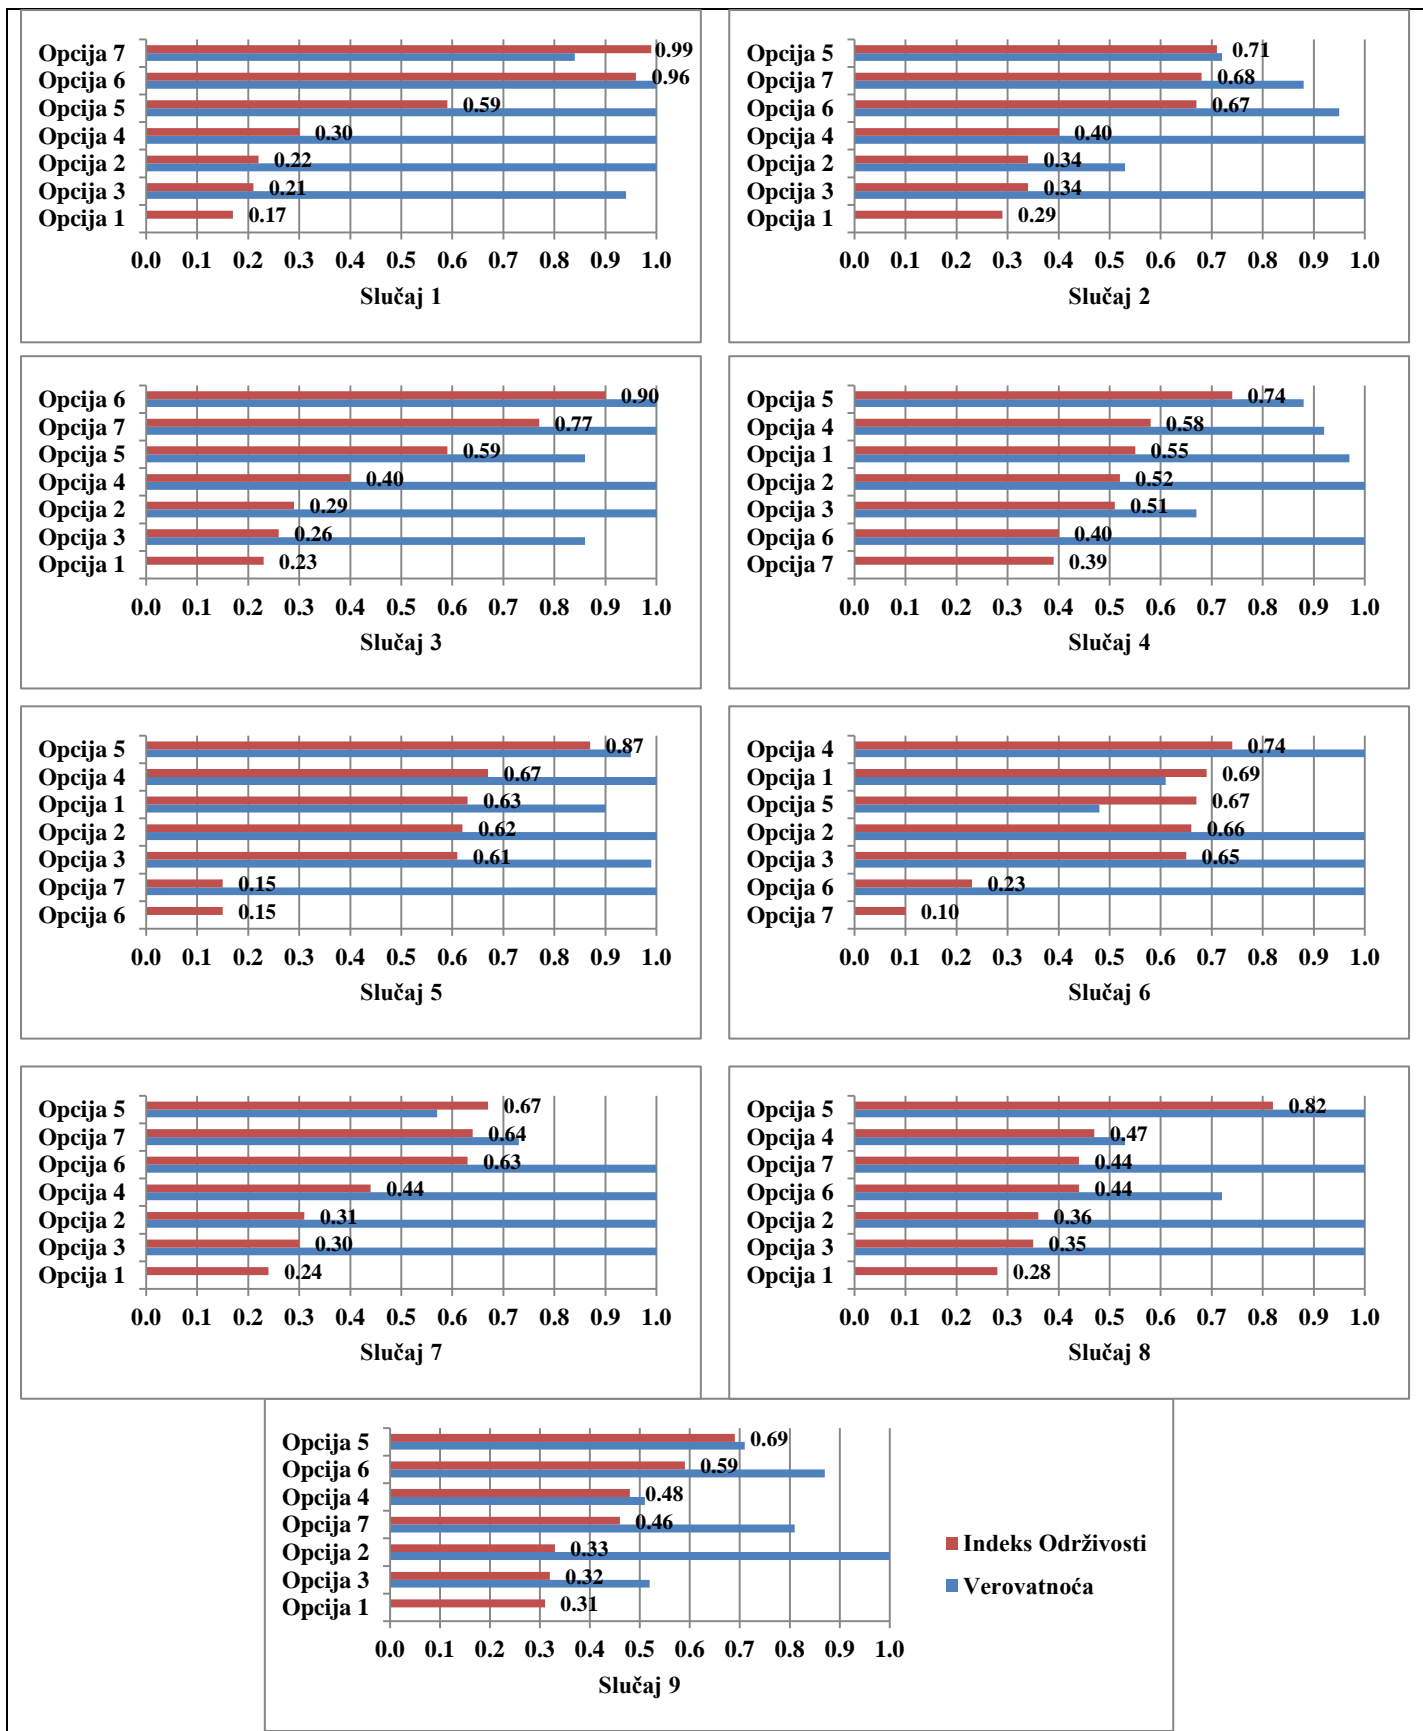 Opcija 7 0.99
Opcija 6 0.96
Opcija 5 0.59
Opcija 4 0.30
Opcija 2 0.22
Opcija 3 0.21
Opcija 1 0.17
0.0 0.1 0.2 0.3 0.4 0.5 0.6 0.7 0.8 0.9 1.0
Slučaj 1
Opcija 5 0.71
Opcija 7 0.68
Opcija 6 0.67
Opcija 4 0.40
Opcija 2 0.34
Opcija 3 0.34
Opcija 1 0.29
0.0 0.1 0.2 0.3 0.4 0.5 0.6 0.7 0.8 0.9 1.0
Slučaj 2
Opcija 6 0.90
Opcija 7 0.77
Opcija 5 0.59
Opcija 4 0.40
Opcija 2 0.29
Opcija 3 0.26
Opcija 1 0.23
0.0 0.1 0.2 0.3 0.4 0.5 0.6 0.7 0.8 0.9 1.0
Slučaj 3
Opcija 5 0.74
Opcija 4 0.58
Opcija 1 0.55
Opcija 2 0.52
Opcija 3 0.51
Opcija 6 0.40
Opcija 7 0.39
0.0 0.1 0.2 0.3 0.4 0.5 0.6 0.7 0.8 0.9 1.0
Slučaj 4
Opcija 5 0.87
Opcija 4 0.67
Opcija 1 0.63
Opcija 2 0.62
Opcija 3 0.61
Opcija 7 0.15
Opcija 6 0.15
0.0 0.1 0.2 0.3 0.4 0.5 0.6 0.7 0.8 0.9 1.0
Slučaj 5
Opcija 4 0.74
Opcija 1 0.69
Opcija 5 0.67
Opcija 2 0.66
Opcija 3 0.65
Opcija 6 0.23
Opcija 7 0.10
0.0 0.1 0.2 0.3 0.4 0.5 0.6 0.7 0.8 0.9 1.0
Slučaj 6
Opcija 5 0.67
Opcija 7 0.64
Opcija 6 0.63
Opcija 4 0.44
Opcija 2 0.31
Opcija 3 0.30
Opcija 1 0.24
0.0 0.1 0.2 0.3 0.4 0.5 0.6 0.7 0.8 0.9 1.0
Slučaj 7
Opcija 5 0.82
Opcija 4 0.47
Opcija 7 0.44
Opcija 6 0.44
Opcija 2 0.36
Opcija 3 0.35
Opcija 1 0.28
0.0 0.1 0.2 0.3 0.4 0.5 0.6 0.7 0.8 0.9 1.0
Slučaj 8
Opcija 5 0.69
Opcija 6 0.59
Opcija 4 0.48
Opcija 7 0.46
Opcija 2 0.33
Opcija 3 0.32
Opcija 1 0.31
0.0 0.1 0.2 0.3 0.4 0.5 0.6 0.7 0.8 0.9 1.0
Slučaj 9
Indeks Održivosti
Verovatnoća